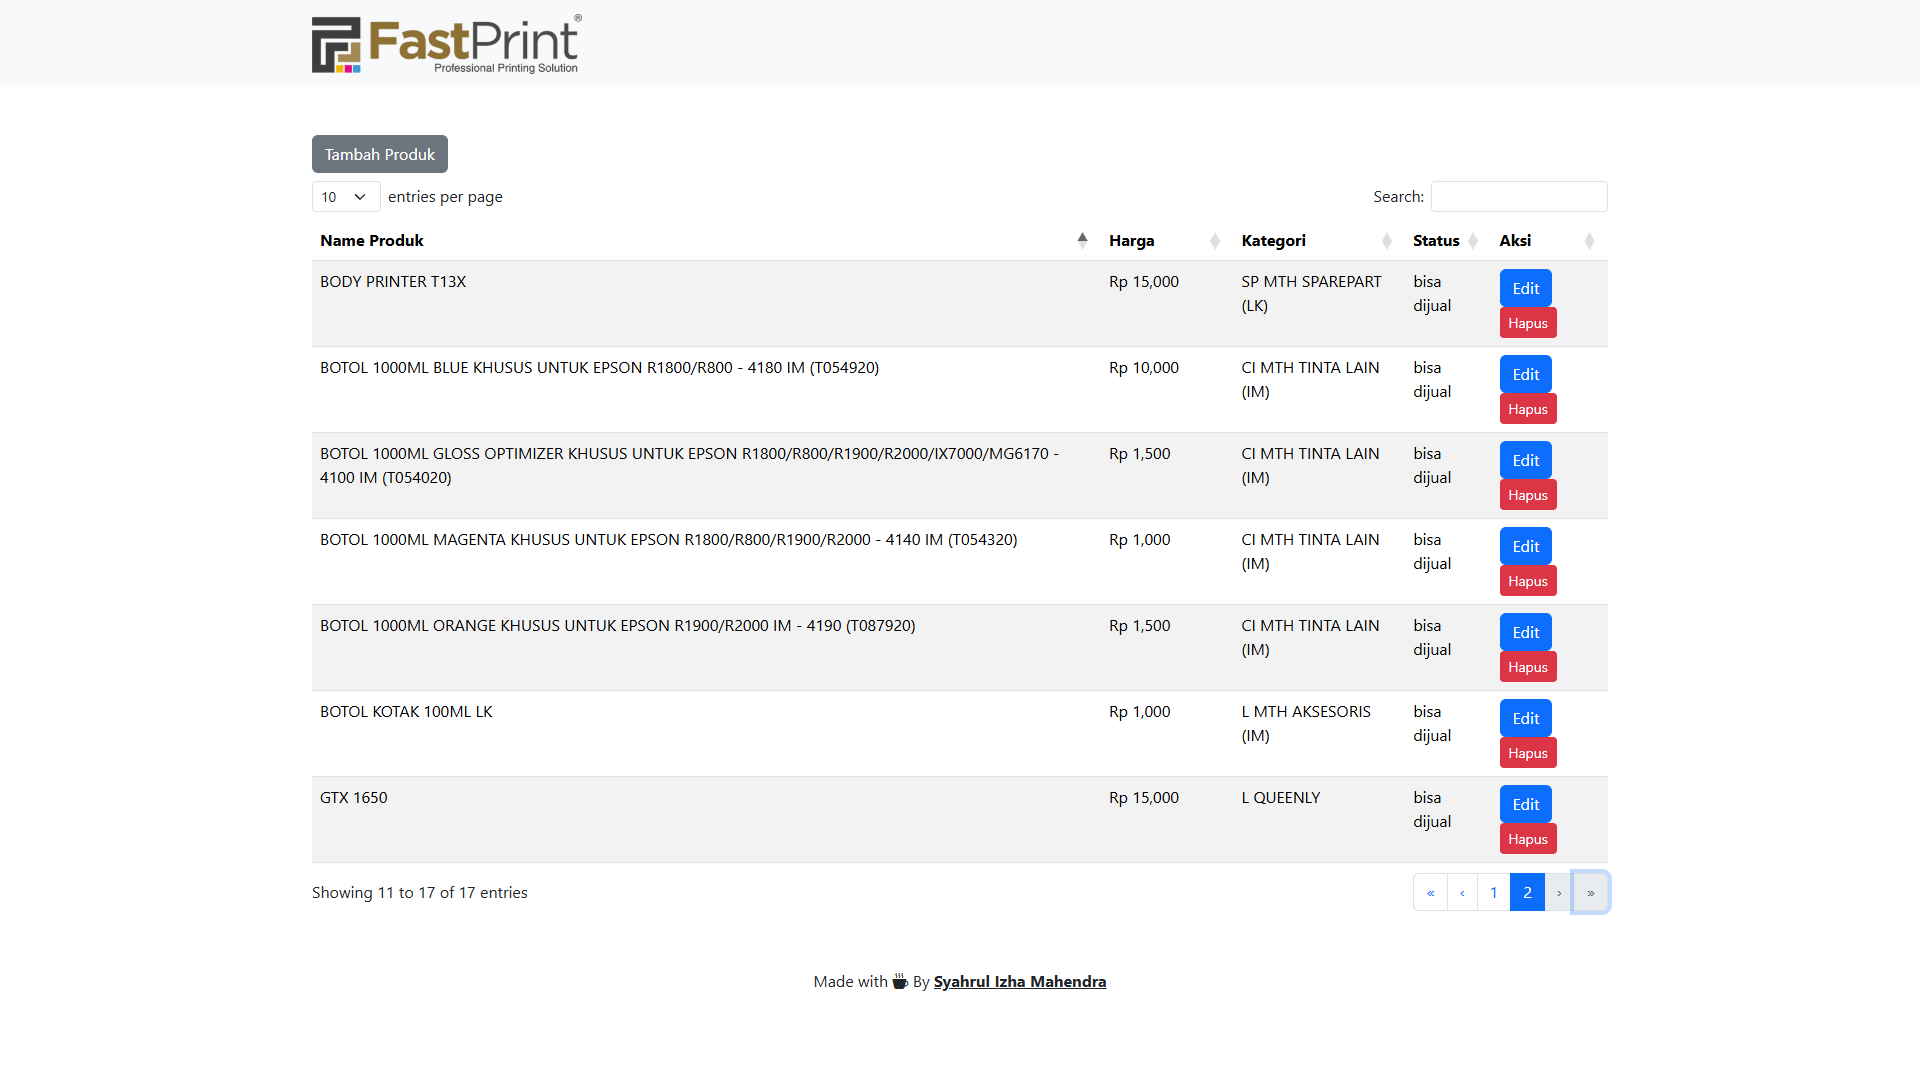 FastPrint®
Professional Printing Solution
Tambah Produk
10 entries per page
Search:
Name Produk Harga Kategori Status Aksi
BODY PRINTER T13X Rp 15,000 SP MTH SPAREPART bisa Edit
(LK) dijual
Hapus
BOTOL 1000ML BLUE KHUSUS UNTUK EPSON R1800/R800 - 4180 IM (T054920) Rp 10,000 CI MTH TINTA LAIN bisa Edit
(IM) dijual
Hapus
BOTOL 1000ML GLOSS OPTIMIZER KHUSUS UNTUK EPSON R1800/R800/R1900/R2000/IX7000/MG6170 - Rp 1,500 CI MTH TINTA LAIN bisa Edit
4100 IM (T054020) (IM) dijual
Hapus
BOTOL 1000ML MAGENTA KHUSUS UNTUK EPSON R1800/R800/R1900/R2000 - 4140 IM (T054320) Rp 1,000 CI MTH TINTA LAIN bisa Edit
(IM) dijual
Hapus
BOTOL 1000ML ORANGE KHUSUS UNTUK EPSON R1900/R2000 IM - 4190 (T087920) Rp 1,500 CI MTH TINTA LAIN bisa Edit
(IM) dijual
Hapus
BOTOL KOTAK 100ML LK Rp 1,000 L MTH AKSESORIS bisa Edit
(IM) dijual
Hapus
GTX 1650 Rp 15,000 L QUEENLY bisa Edit
dijual
Hapus
Showing 11 to 17 of 17 entries
« ‹ 1 2 › »
Made with By Syahrul Izha Mahendra